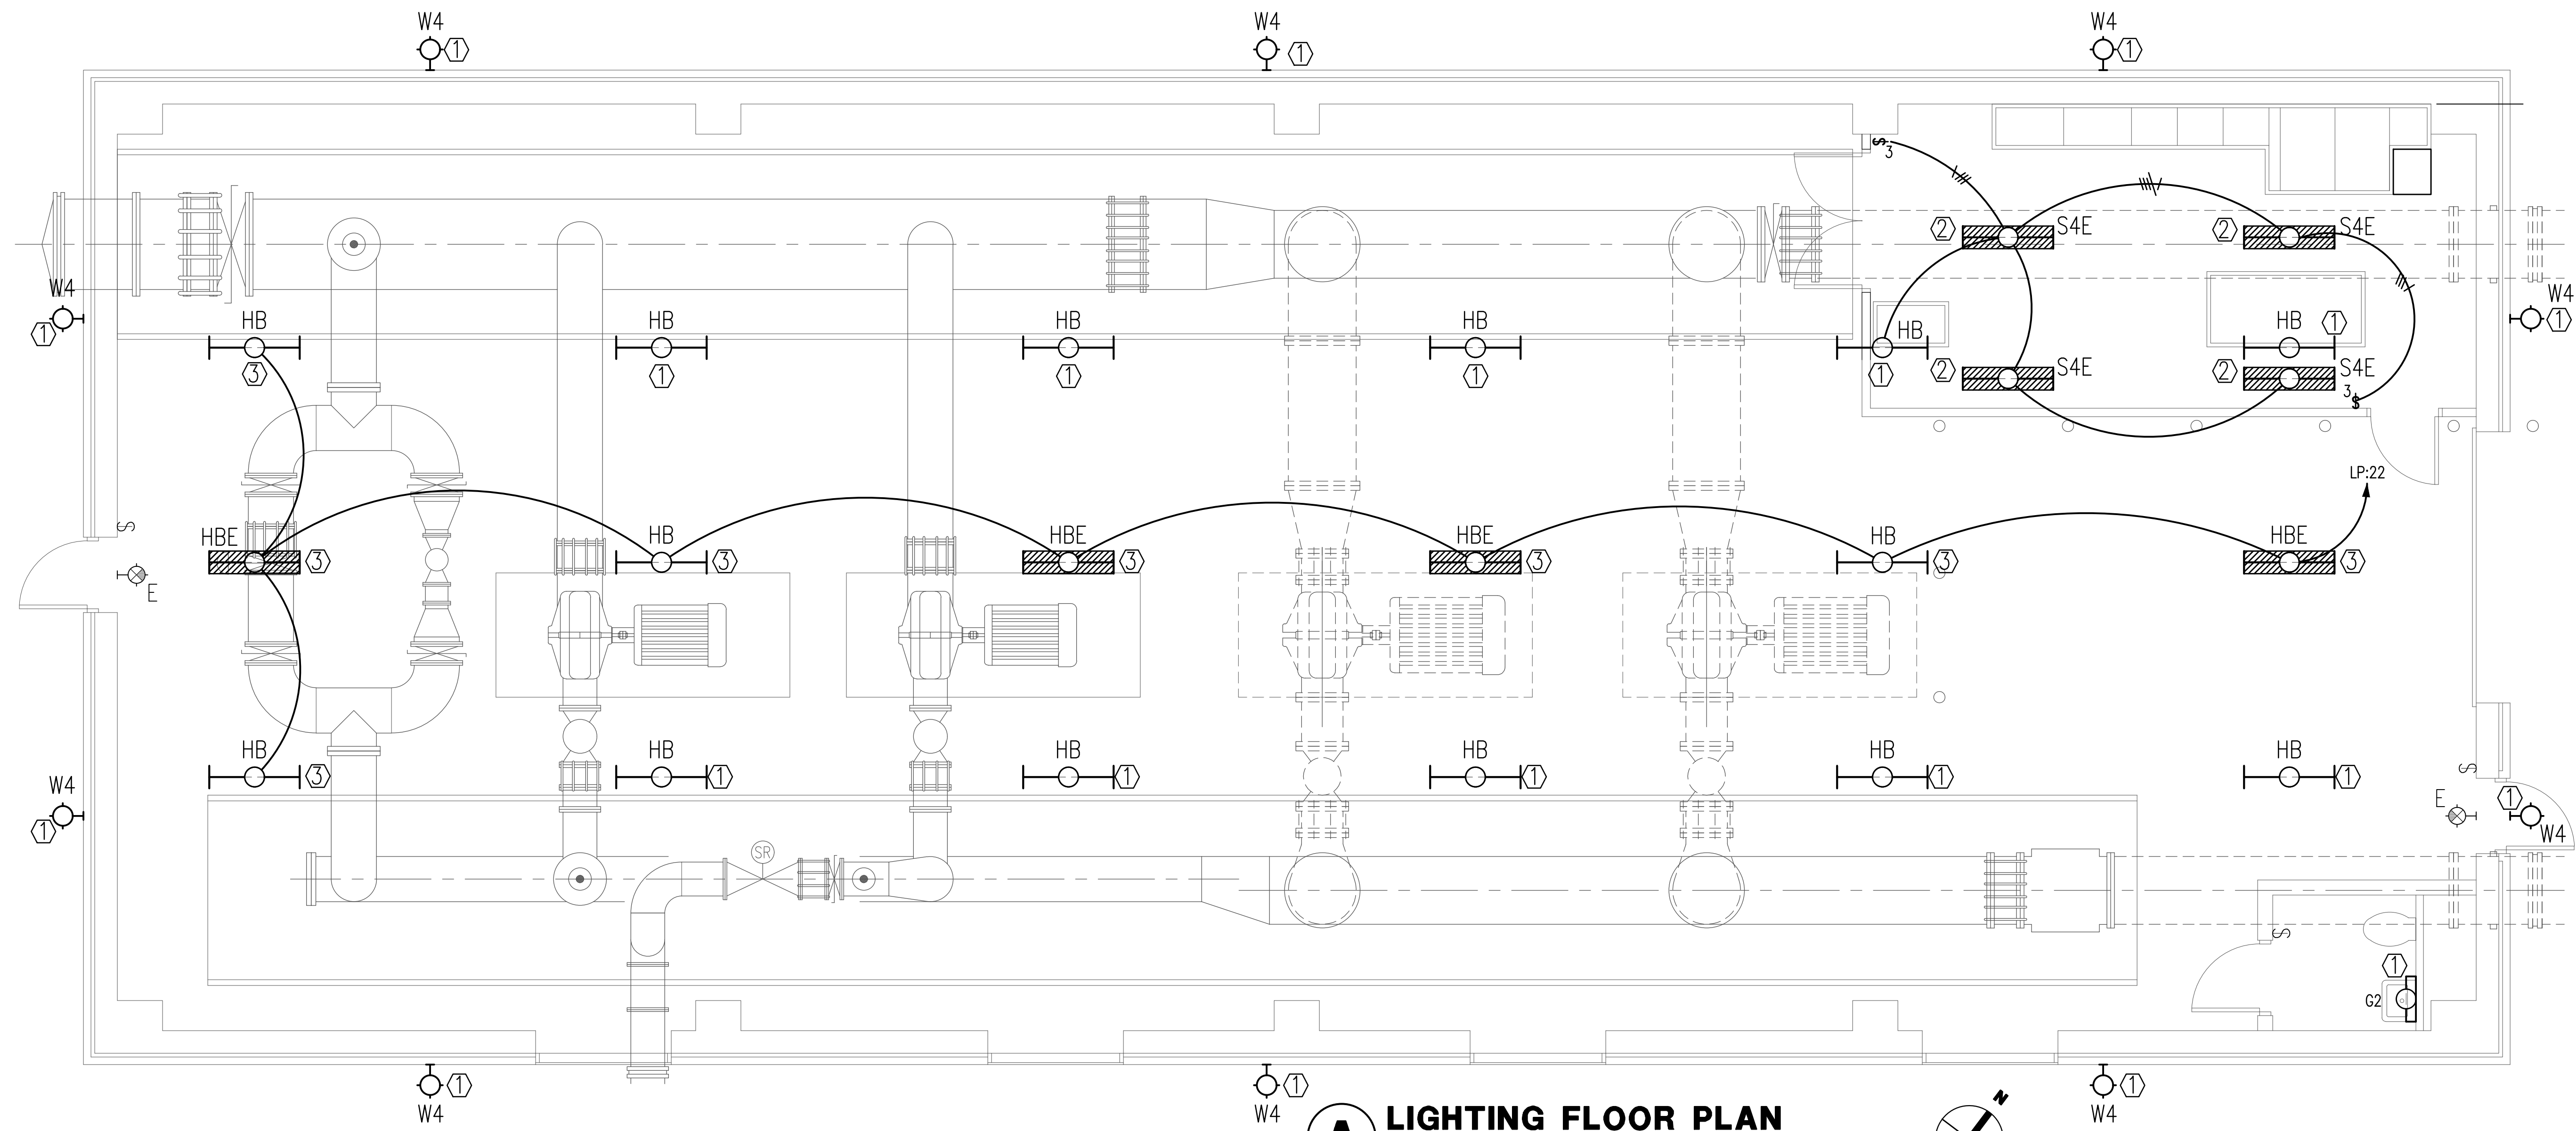 W4 W4 W4
1 1 1
$3
2 S4E 2 S4E
W4 W4
1 HB HB HB HB HB HB 1 1
3 1 1 1 1 2 S4E 2 S4E
3$
LP:22
$
HBE HB HBE HBE HB HBE
3 3 3 3 3 3
E
HB HB HB HB HB HB $
3 1 1 1 1 1
W4 E 1
1 W4
SR
$
1
G2
1 1 1
W4 W4 W4
A LIGHTING FLOOR PLAN N